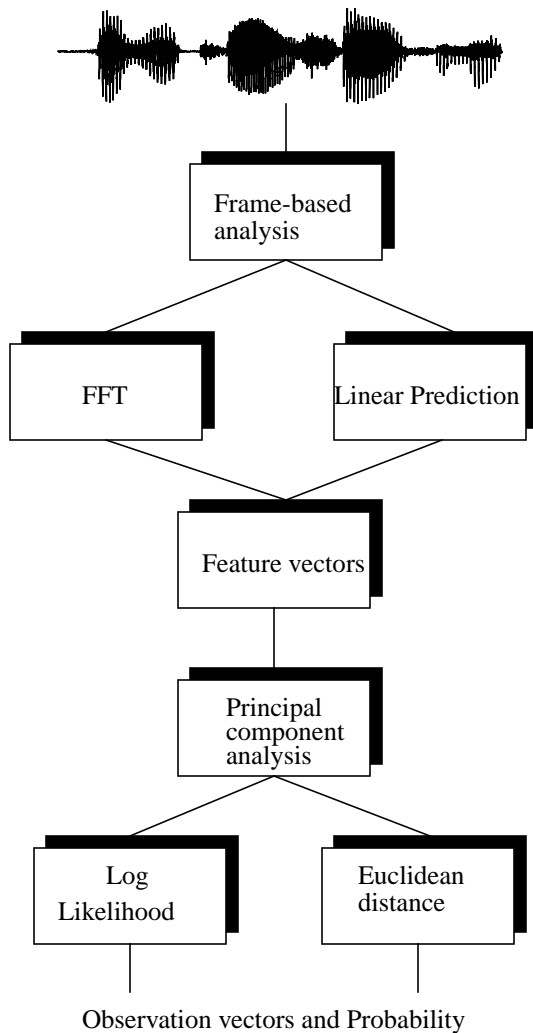 Frame-based
analysis
FFT
Linear Prediction
Feature vectors
Principal
component
analysis
Log
Likelihood
Euclidean
distance
Observation vectors and Probability